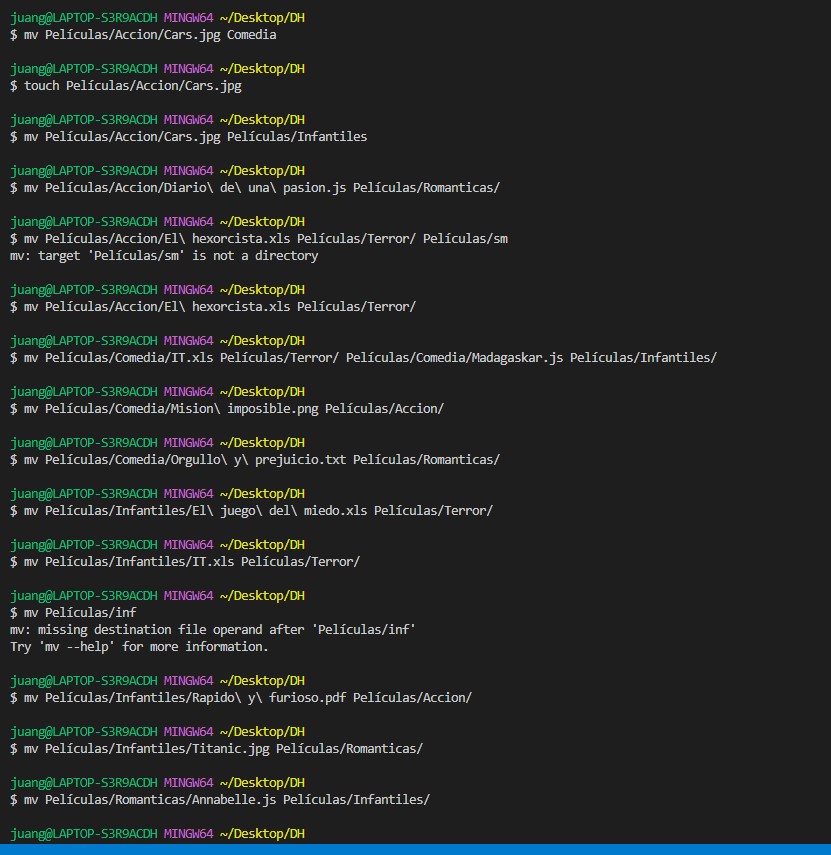 juang@LAPTOP-S3R9ACDH MINGW64 ~/Desktop/DH
$ mv Películas/Accion/Cars.jpg Comedia
juang@LAPTOP-S3R9ACDH MINGW64 ~/Desktop/DH
$ touch Películas/Accion/Cars.jpg
juang@LAPTOP-S3R9ACDH MINGW64 ~/Desktop/DH
$ mv Películas/Accion/Cars.jpg Películas/Infantiles
juang@LAPTOP-S3R9ACDH MINGW64 ~/Desktop/DH
$ mv Películas/Accion/Diario\ de\ una\ pasion.js Películas/Romanticas/
juang@LAPTOP-S3R9ACDH MINGW64 ~/Desktop/DH
$ mv Películas/Accion/El\ hexorcista.xls Películas/Terror/ Películas/sm
mv: target 'Películas/sm' is not a directory
juang@LAPTOP-S3R9ACDH MINGW64 ~/Desktop/DH
$ mv Películas/Accion/El\ hexorcista.xls Películas/Terror/
juang@LAPTOP-S3R9ACDH MINGW64 ~/Desktop/DH
$ mv Películas/Comedia/IT.xls Películas/Terror/ Películas/Comedia/Madagaskar.js Películas/Infantiles/
juang@LAPTOP-S3R9ACDH MINGW64 ~/Desktop/DH
$ mv Películas/Comedia/Mision\ imposible.png Películas/Accion/
juang@LAPTOP-S3R9ACDH MINGW64 ~/Desktop/DH
$ mv Películas/Comedia/Orgullo\ y\ prejuicio.txt Películas/Romanticas/
juang@LAPTOP-S3R9ACDH MINGW64 ~/Desktop/DH
$ mv Películas/Infantiles/El\ juego\ del\ miedo.xls Películas/Terror/
juang@LAPTOP-S3R9ACDH MINGW64 ~/Desktop/DH
$ mv Películas/Infantiles/IT.xls Películas/Terror/
juang@LAPTOP-S3R9ACDH MINGW64 ~/Desktop/DH
$ mv Películas/inf
mv: missing destination file operand after 'Películas/inf'
Try 'mv --help' for more information.
juang@LAPTOP-S3R9ACDH MINGW64 ~/Desktop/DH
$ mv Películas/Infantiles/Rapido\ y\ furioso.pdf Películas/Accion/
juang@LAPTOP-S3R9ACDH MINGW64 ~/Desktop/DH
$ mv Películas/Infantiles/Titanic.jpg Películas/Romanticas/
juang@LAPTOP-S3R9ACDH MINGW64 ~/Desktop/DH
$ mv Películas/Romanticas/Annabelle.js Películas/Infantiles/
juang@LAPTOP-S3R9ACDH MINGW64 ~/Desktop/DH